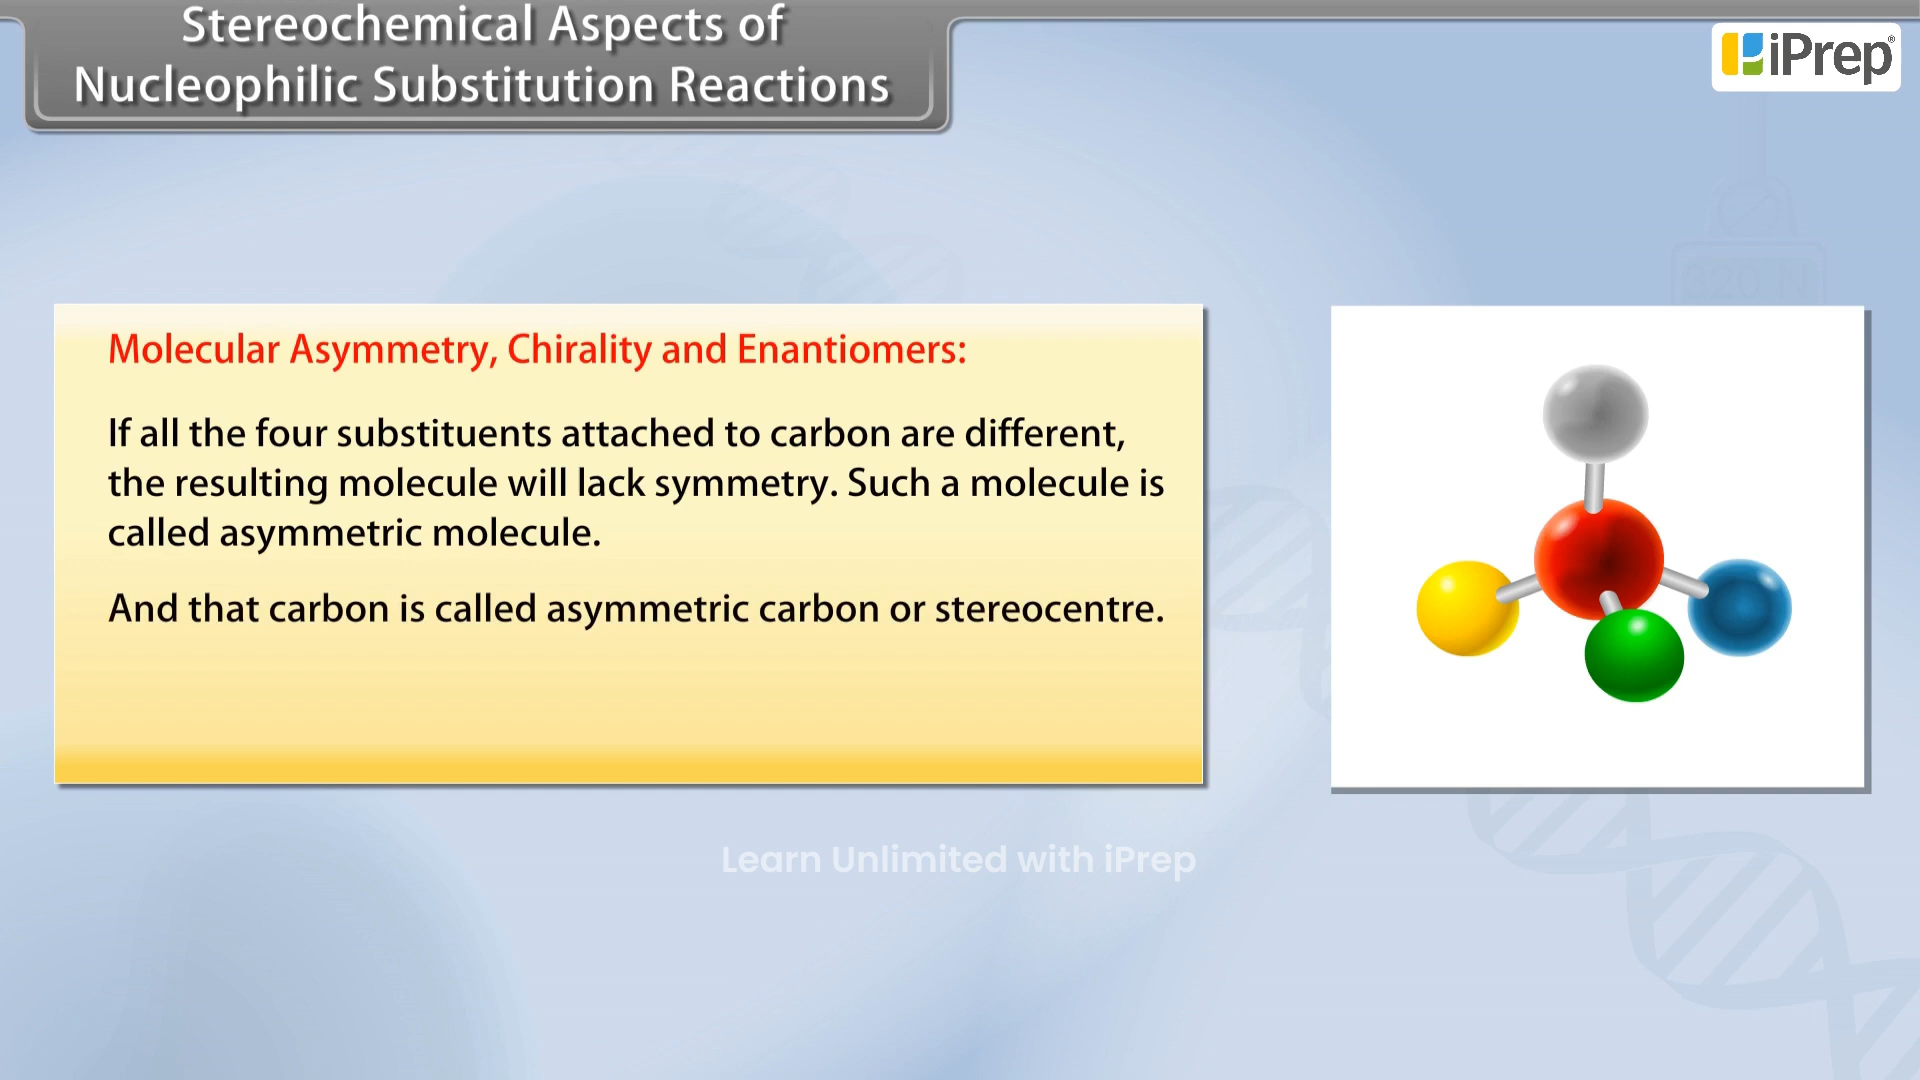 Stereochemical Aspects of
Nucleophilic Substitution Reactions
iPrep®
320 N
Molecular Asymmetry, Chirality and Enantiomers:
If all the four substituents attached to carbon are different,
the resulting molecule will lack symmetry. Such a molecule is
called asymmetric molecule.
And that carbon is called asymmetric carbon or stereocentre.
Learn Unlimited with iPrep